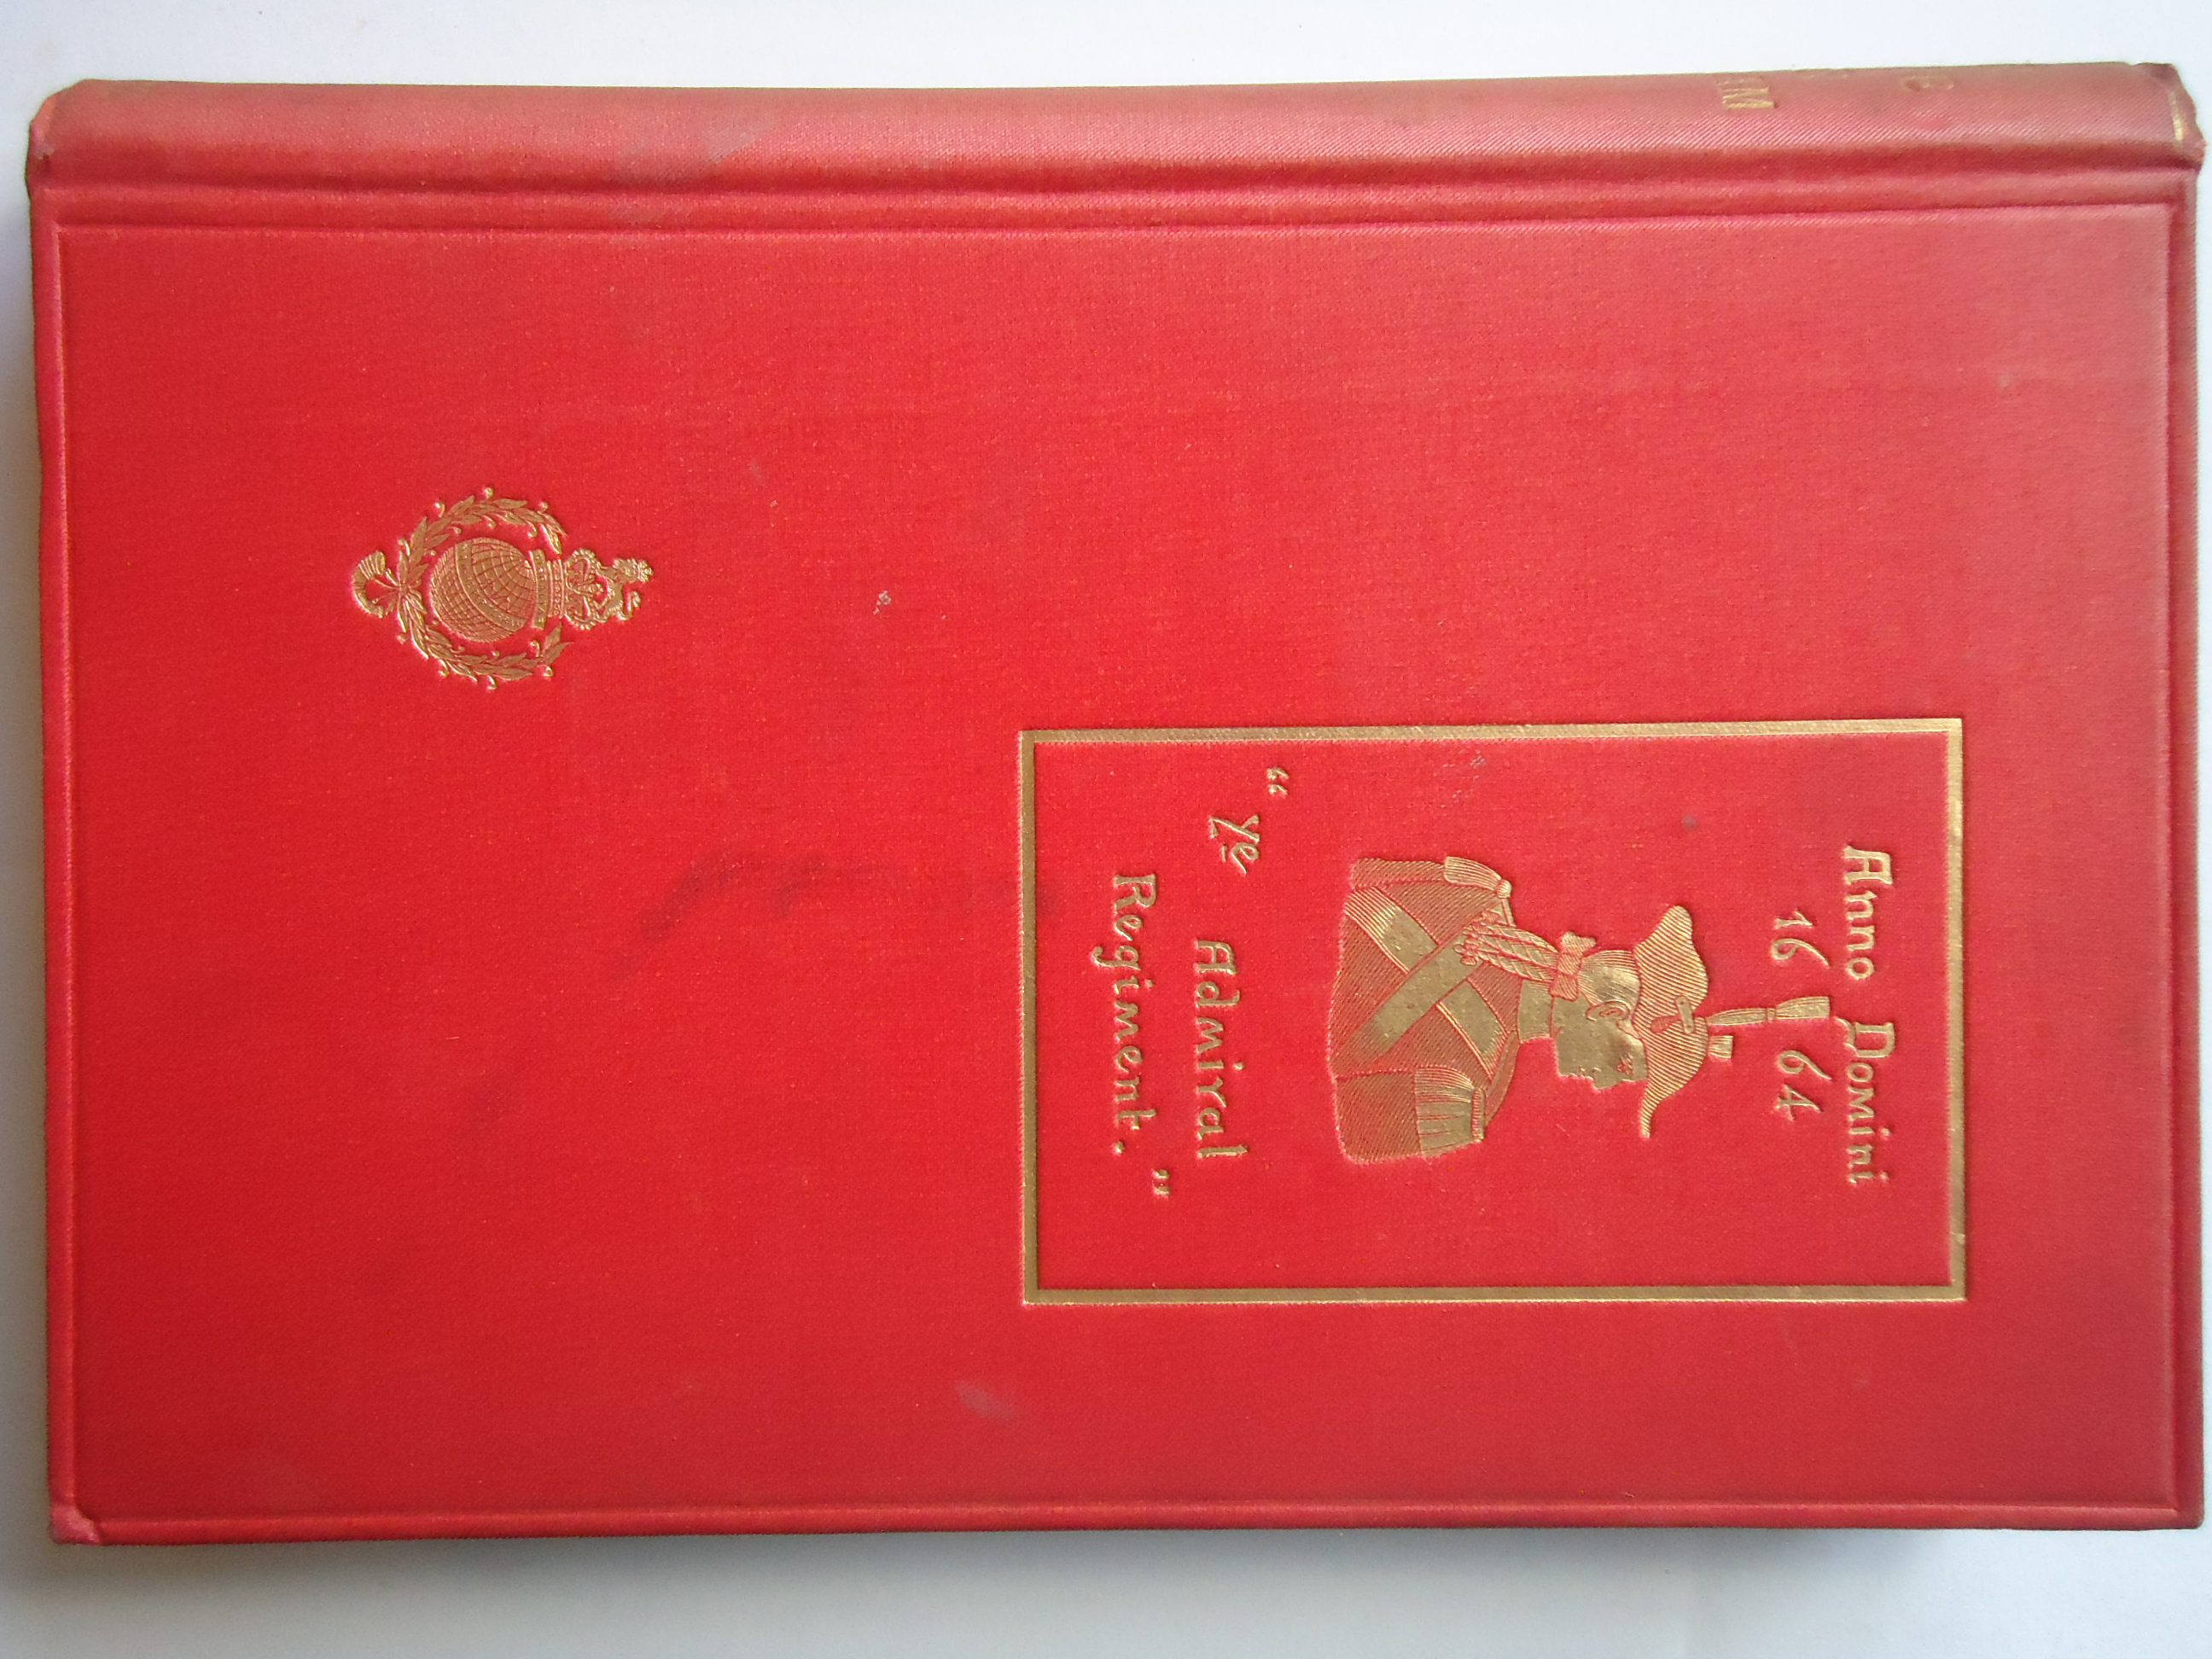 Anno Domini
16 64
"Ye Admiral
Regiment."